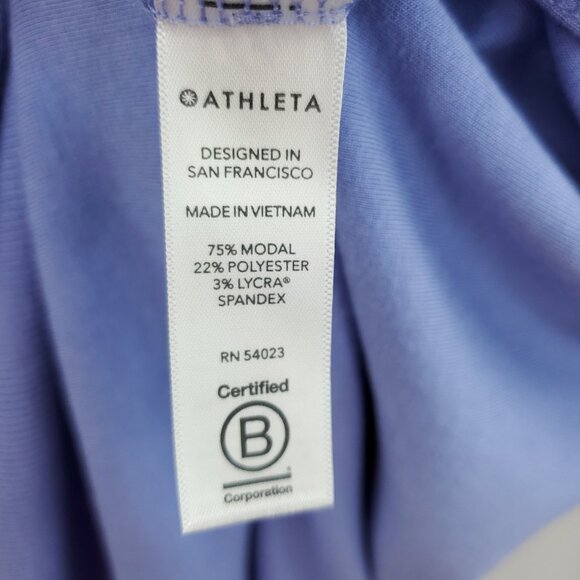 ATHLETA
DESIGNED IN
SAN FRANCISCO
MADE IN VIETNAM
75% MODAL
22% POLYESTER
3% LYCRA®
SPANDEX
RN 54023
Certified
B
Corporation